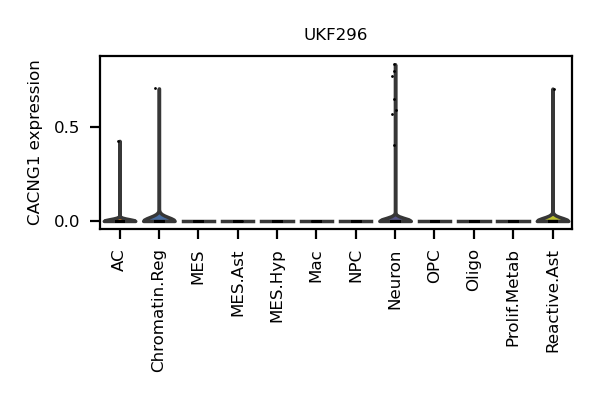 UKF296
CACNG1 expression
0.5
0.0
AC
Chromatin.Reg
MES
MES.Ast
MES.Hyp
Mac
NPC
Neuron
OPC
Oligo
Prolif.Metab
Reactive.Ast